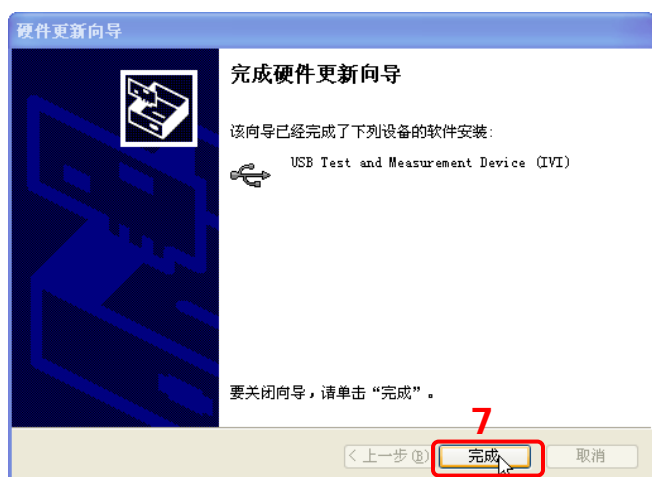 硬件更新向导
完成硬件更新向导
该向导已经完成了下列设备的软件安装:
USB Test and Measurement Device (IVI)
要关闭向导，请单击“完成”。
7
< 上一步(B) 完成 取消